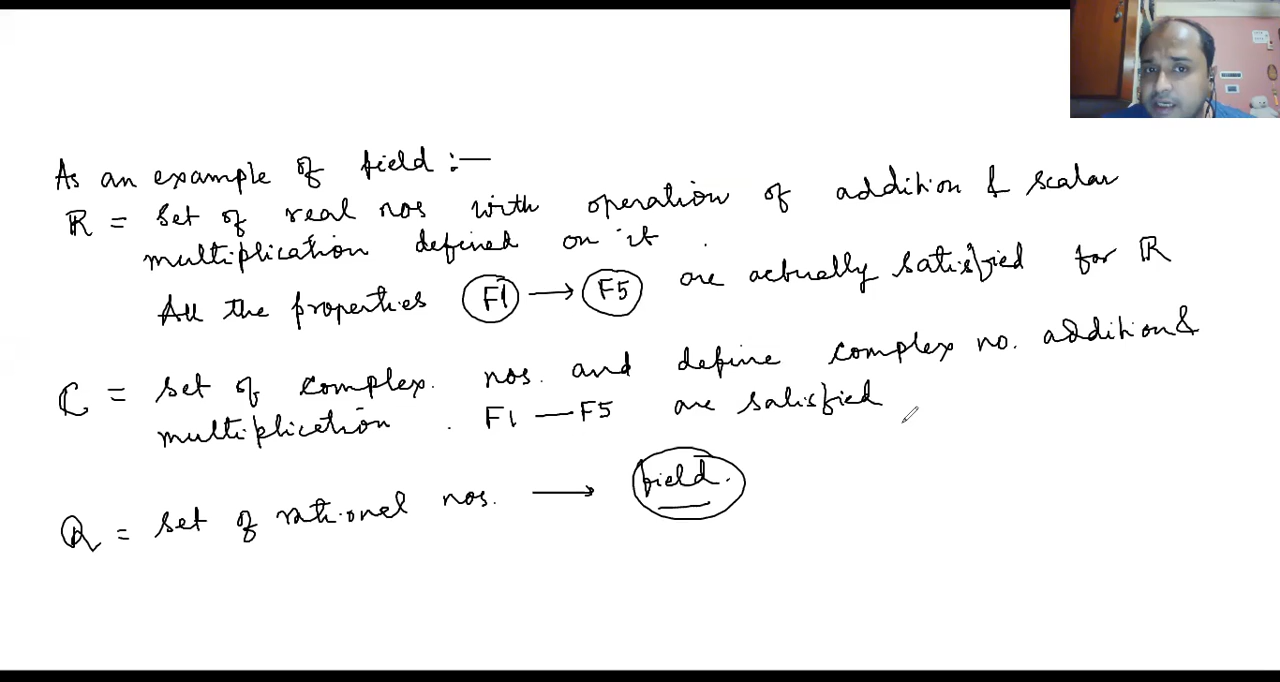 As an example of field :—
ℝ = set of real nos with operation of addition & scalar
multiplication defined on it .
All the properties F1 → F5 are actually satisfied for ℝ
ℂ = set of complex. nos. and define complex no. addition &
multiplication . F1 — F5 are satisfied
ℚ = set of rational nos. → field.